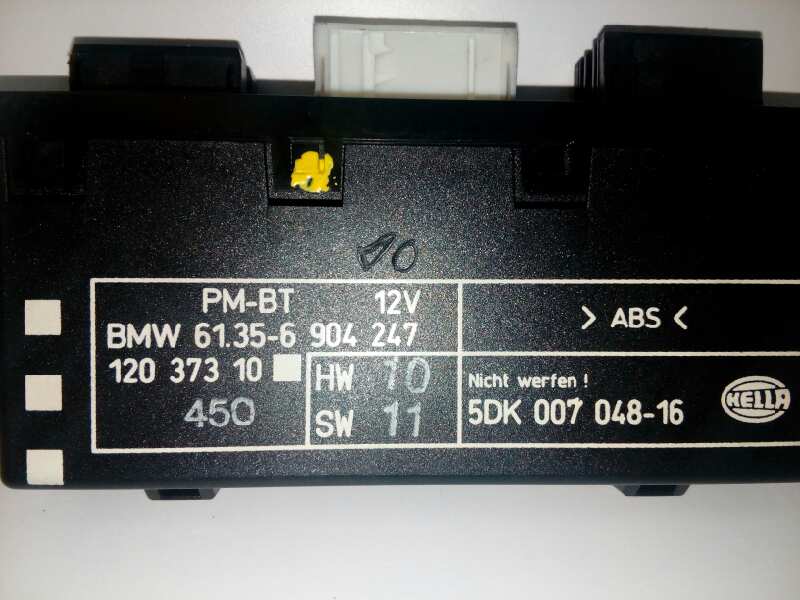 10
PM-BT 12V
BMW 61.35-6 904 247
120 373 10
450
HW 10
SW 11
> ABS <
Nicht werfen !
5DK 007 048-16
HELLA